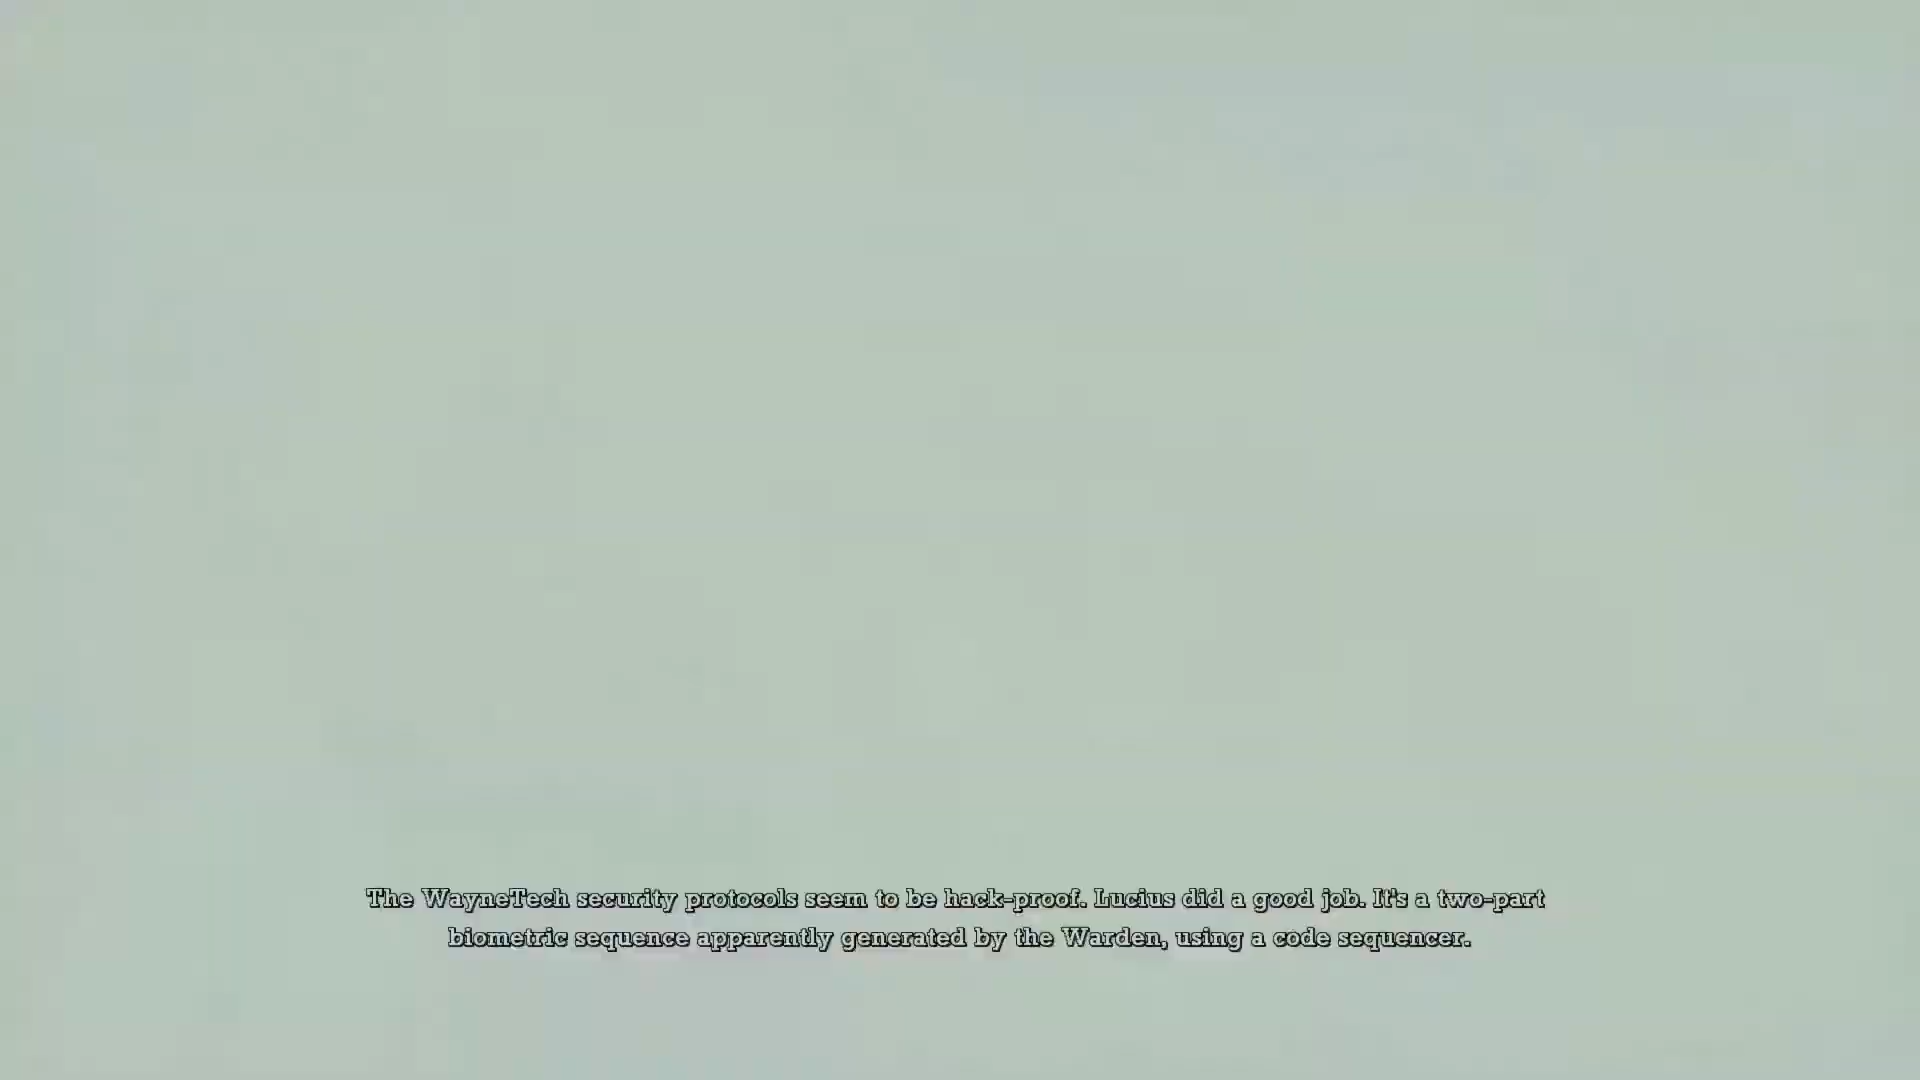 The WayneTech security protocols seem to be hack-proof. Lucius did a good job. It's a two-part
biometric sequence apparently generated by the Warden, using a code sequencer.